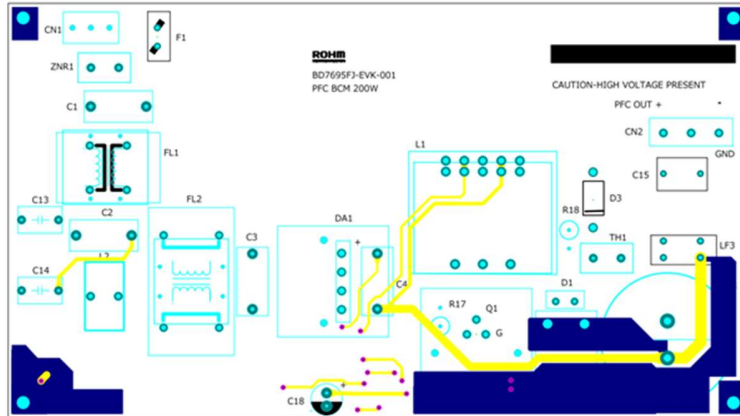 CN1
F1
ROHM
BD7695FJ-EVK-001
PFC BCM 200W
ZNR1
CAUTION-HIGH VOLTAGE PRESENT
PFC OUT + -
C1
CN2
GND
L1
FL1
C15
FL2
C13
D3
R18
C2
DA1
+
C3
TH1
LF3
L2
C14
C4
D1
R17
Q1
G
+
C18